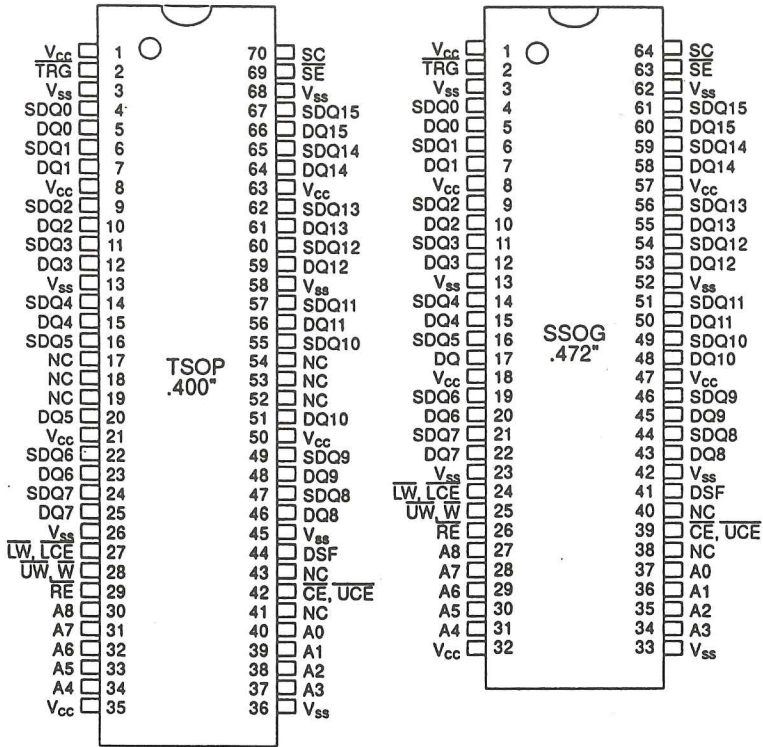 Vcc 1 70 SC
TRG 2 69 SE
Vss 3 68 Vss
SDQ0 4 67 SDQ15
DQ0 5 66 DQ15
SDQ1 6 65 SDQ14
DQ1 7 64 DQ14
Vcc 8 63 Vcc
SDQ2 9 62 SDQ13
DQ2 10 61 DQ13
SDQ3 11 60 SDQ12
DQ3 12 59 DQ12
Vss 13 58 Vss
SDQ4 14 57 SDQ11
DQ4 15 56 DQ11
SDQ5 16 55 SDQ10
NC 17 54 NC
TSOP
NC 18 53 NC
.400"
NC 19 52 NC
DQ5 20 51 DQ10
Vcc 21 50 Vcc
SDQ6 22 49 SDQ9
DQ6 23 48 DQ9
SDQ7 24 47 SDQ8
DQ7 25 46 DQ8
Vss 26 45 Vss
LW, LCE 27 44 DSF
UW, W 28 43 NC
RE 29 42 CE, UCE
A8 30 41 NC
A7 31 40 A0
A6 32 39 A1
A5 33 38 A2
A4 34 37 A3
Vcc 35 36 Vss
Vcc 1 64 SC
TRG 2 63 SE
Vss 3 62 Vss
SDQ0 4 61 SDQ15
DQ0 5 60 DQ15
SDQ1 6 59 SDQ14
DQ1 7 58 DQ14
Vcc 8 57 Vcc
SDQ2 9 56 SDQ13
DQ2 10 55 DQ13
SDQ3 11 54 SDQ12
DQ3 12 53 DQ12
Vss 13 52 Vss
SDQ4 14 51 SDQ11
DQ4 15 50 DQ11
SSOG
SDQ5 16 49 SDQ10
.472"
DQ 17 48 DQ10
Vcc 18 47 Vcc
SDQ6 19 46 SDQ9
DQ6 20 45 DQ9
SDQ7 21 44 SDQ8
DQ7 22 43 DQ8
Vss 23 42 Vss
LW, LCE 24 41 DSF
UW, W 25 40 NC
RE 26 39 CE, UCE
A8 27 38 NC
A7 28 37 A0
A6 29 36 A1
A5 30 35 A2
A4 31 34 A3
Vcc 32 33 Vss